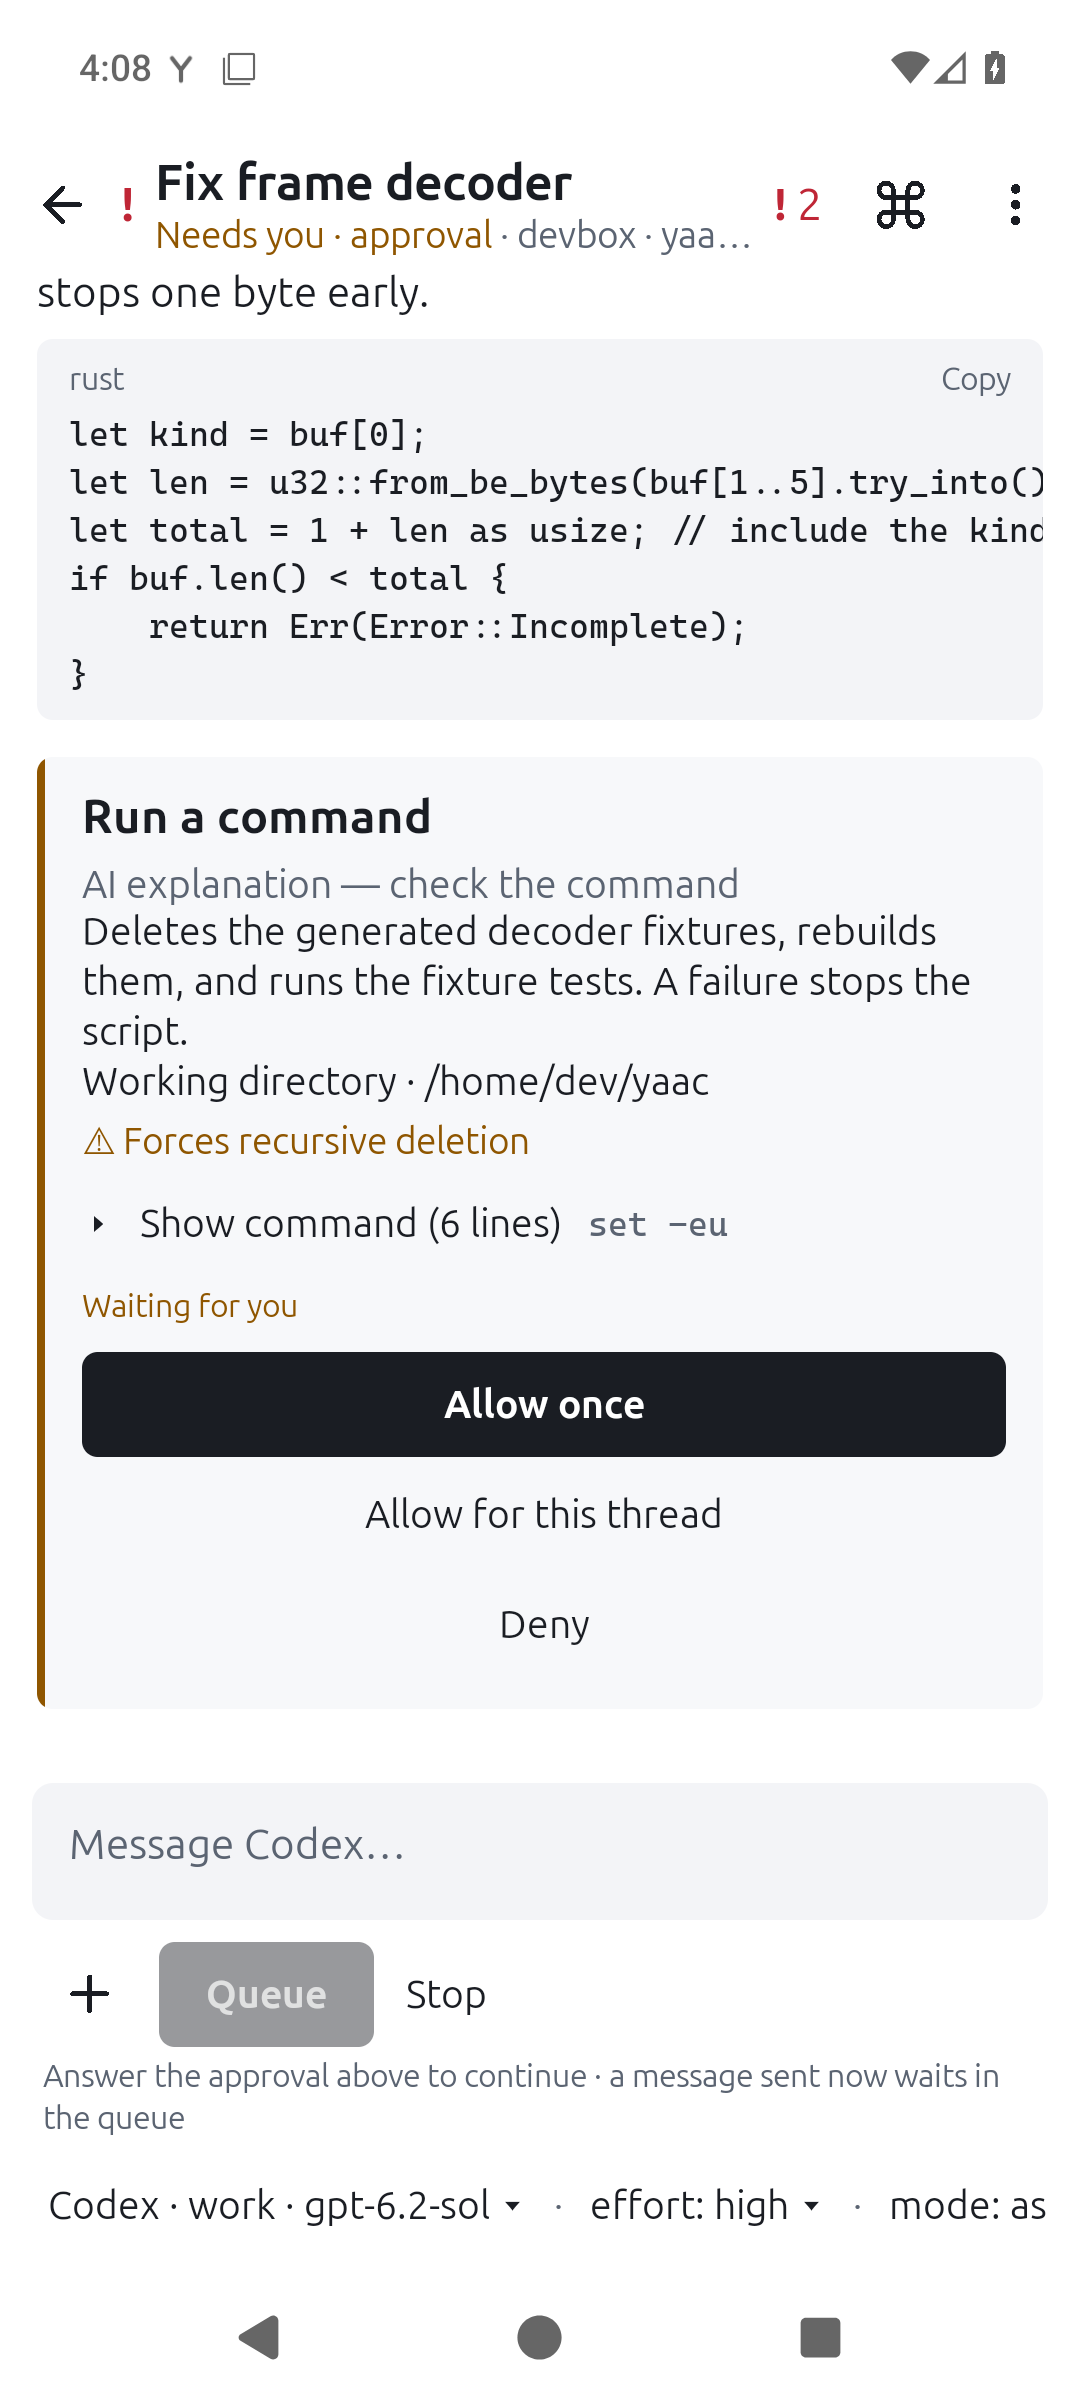 4:08
Fix frame decoder
! 2
Needs you · approval · devbox · yaa…
stops one byte early.
rust
Copy
let kind = buf[0];
let len = u32::from_be_bytes(buf[1..5].try_into()
let total = 1 + len as usize; // include the kind
if buf.len() < total {
    return Err(Error::Incomplete);
}
Run a command
AI explanation — check the command
Deletes the generated decoder fixtures, rebuilds
them, and runs the fixture tests. A failure stops the
script.
Working directory · /home/dev/yaac
⚠ Forces recursive deletion
Show command (6 lines) set -eu
Waiting for you
Allow once
Allow for this thread
Deny
Message Codex…
Queue
Stop
Answer the approval above to continue · a message sent now waits in
the queue
Codex · work · gpt-6.2-sol · effort: high · mode: as